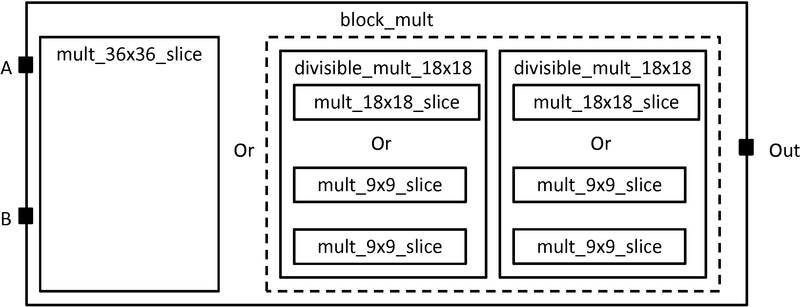 block_mult
A
B
mult_36x36_slice
Or
divisible_mult_18x18
mult_18x18_slice
Or
mult_9x9_slice
mult_9x9_slice
divisible_mult_18x18
mult_18x18_slice
Or
mult_9x9_slice
mult_9x9_slice
Out